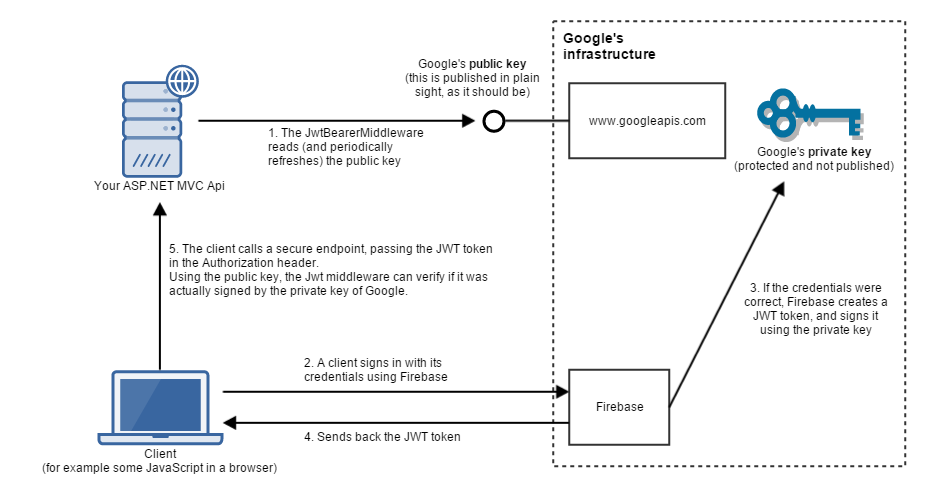 Google's
infrastructure
Google's public key
(this is published in plain
sight, as it should be)
www.googleapis.com
1. The JwtBearerMiddleware
reads (and periodically
refreshes) the public key
Google's private key
(protected and not published)
Your ASP.NET MVC Api
5. The client calls a secure endpoint, passing the JWT token
in the Authorization header.
Using the public key, the Jwt middleware can verify if it was
actually signed by the private key of Google.
3. If the credentials were
correct, Firebase creates a
JWT token, and signs it
using the private key
2. A client signs in with its
credentials using Firebase
Firebase
4. Sends back the JWT token
Client
(for example some JavaScript in a browser)